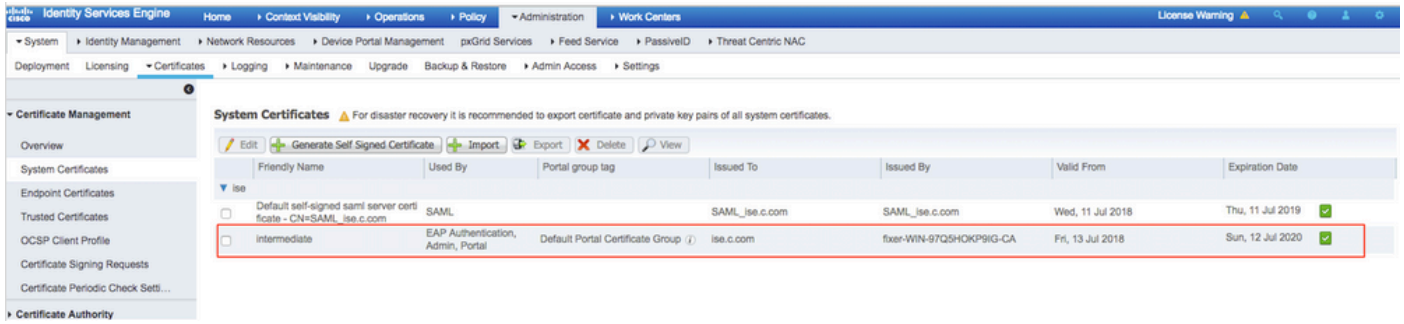 cisco Identity Services Engine Home Context Visibility Operations Policy Administration Work Centers License Warning
System Identity Management Network Resources Device Portal Management pxGrid Services Feed Service PassiveID Threat Centric NAC
Deployment Licensing Certificates Logging Maintenance Upgrade Backup & Restore Admin Access Settings
Certificate Management
Overview
System Certificates
Endpoint Certificates
Trusted Certificates
OCSP Client Profile
Certificate Signing Requests
Certificate Periodic Check Setti...
Certificate Authority
System Certificates For disaster recovery it is recommended to export certificate and private key pairs of all system certificates.
Edit Generate Self Signed Certificate Import Export Delete View
Friendly Name Used By Portal group tag Issued To Issued By Valid From Expiration Date
ise
Default self-signed saml server certi
ficate - CN=SAML_ise.c.com SAML SAML_ise.c.com SAML_ise.c.com Wed, 11 Jul 2018 Thu, 11 Jul 2019
intermediate EAP Authentication, Default Portal Certificate Group ise.c.com fixer-WIN-97Q5HOKP9IG-CA Fri, 13 Jul 2018 Sun, 12 Jul 2020
Admin, Portal